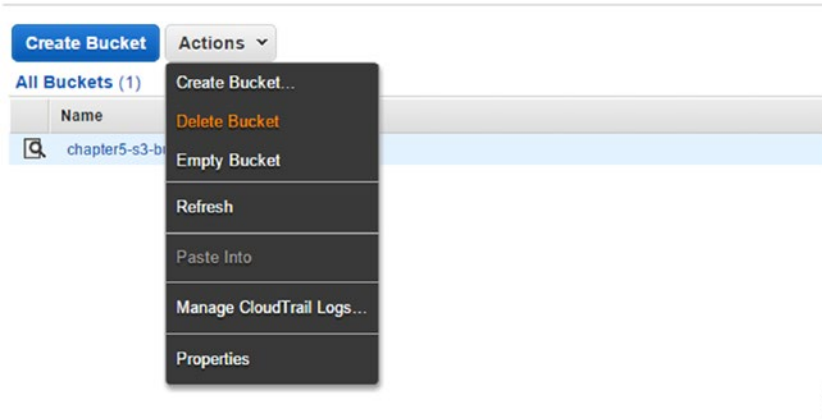 Create Bucket Actions
All Buckets (1)
Name
chapter5-s3-b
Create Bucket...
Delete Bucket
Empty Bucket
Refresh
Paste Into
Manage CloudTrail Logs...
Properties